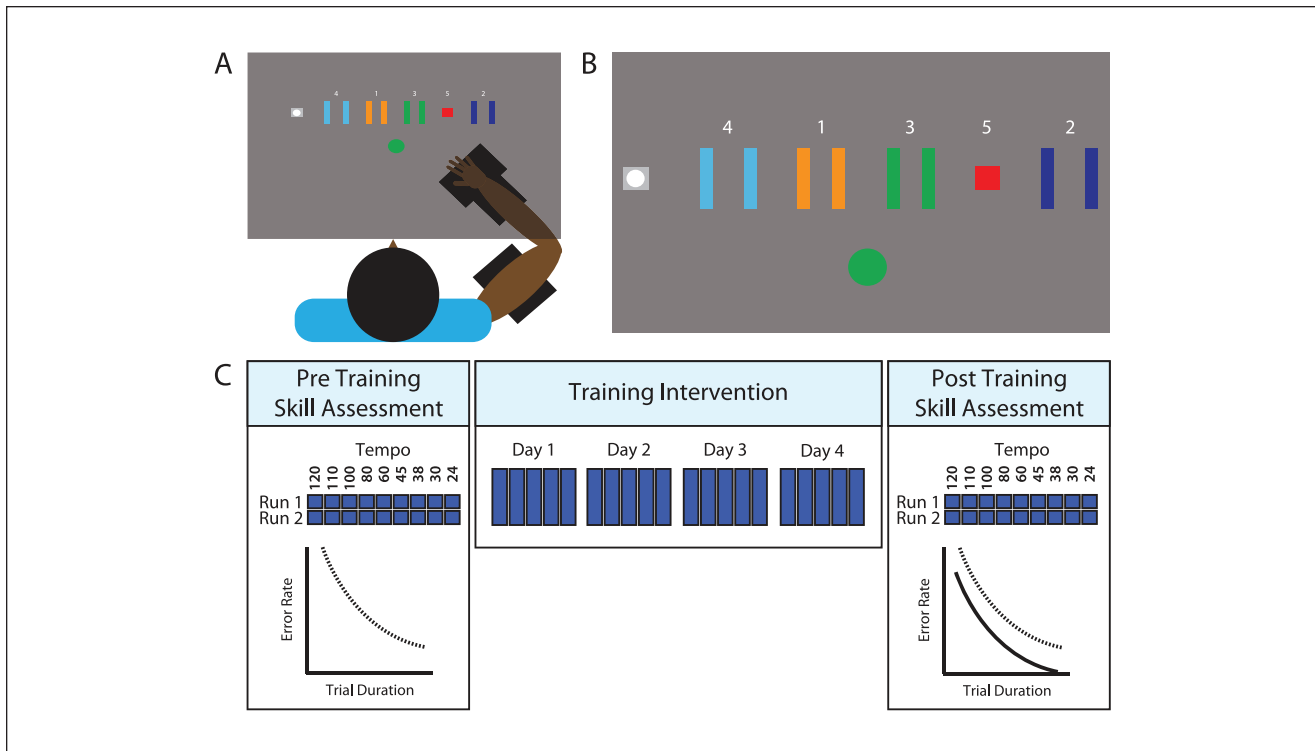 A
4 1 3 5 2
B
4 1 3 5 2
C
Pre Training
Skill Assessment
Tempo
120 110 100 80 60 45 38 30 24
Run 1
Run 2
Error Rate
Trial Duration
Training Intervention
Day 1 Day 2 Day 3 Day 4
Post Training
Skill Assessment
Tempo
120 110 100 80 60 45 38 30 24
Run 1
Run 2
Error Rate
Trial Duration